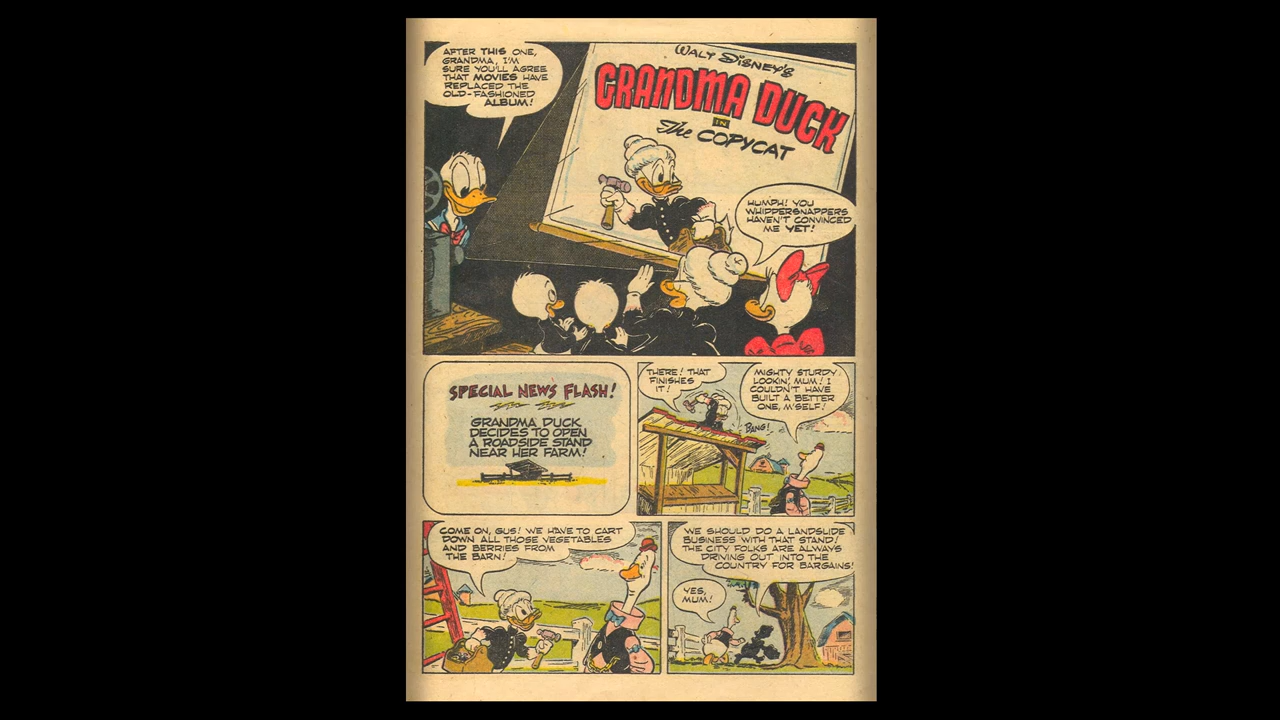 AFTER THIS ONE,
GRANDMA, I'M
SURE YOU'LL AGREE
THAT MOVIES HAVE
REPLACED THE
OLD-FASHIONED
ALBUM!
WALT DISNEY'S
GRANDMA DUCK
IN
The COPYCAT
HUMPH! YOU
WHIPPERSNAPPERS
HAVEN'T CONVINCED
ME YET!
SPECIAL NEWS FLASH!
GRANDMA DUCK
DECIDES TO OPEN
A ROADSIDE STAND
NEAR HER FARM!
THERE! THAT
FINISHES
IT!
MIGHTY STURDY
LOOKIN', MUM! I
COULDN'T HAVE
BUILT A BETTER
ONE, M'SELF!
BANG!
COME ON, GUS! WE HAVE TO CART
DOWN ALL THOSE VEGETABLES
AND BERRIES FROM
THE BARN!
WE SHOULD DO A LANDSLIDE
BUSINESS WITH THAT STAND!
THE CITY FOLKS ARE ALWAYS
DRIVING OUT INTO THE
COUNTRY FOR BARGAINS!
YES,
MUM!